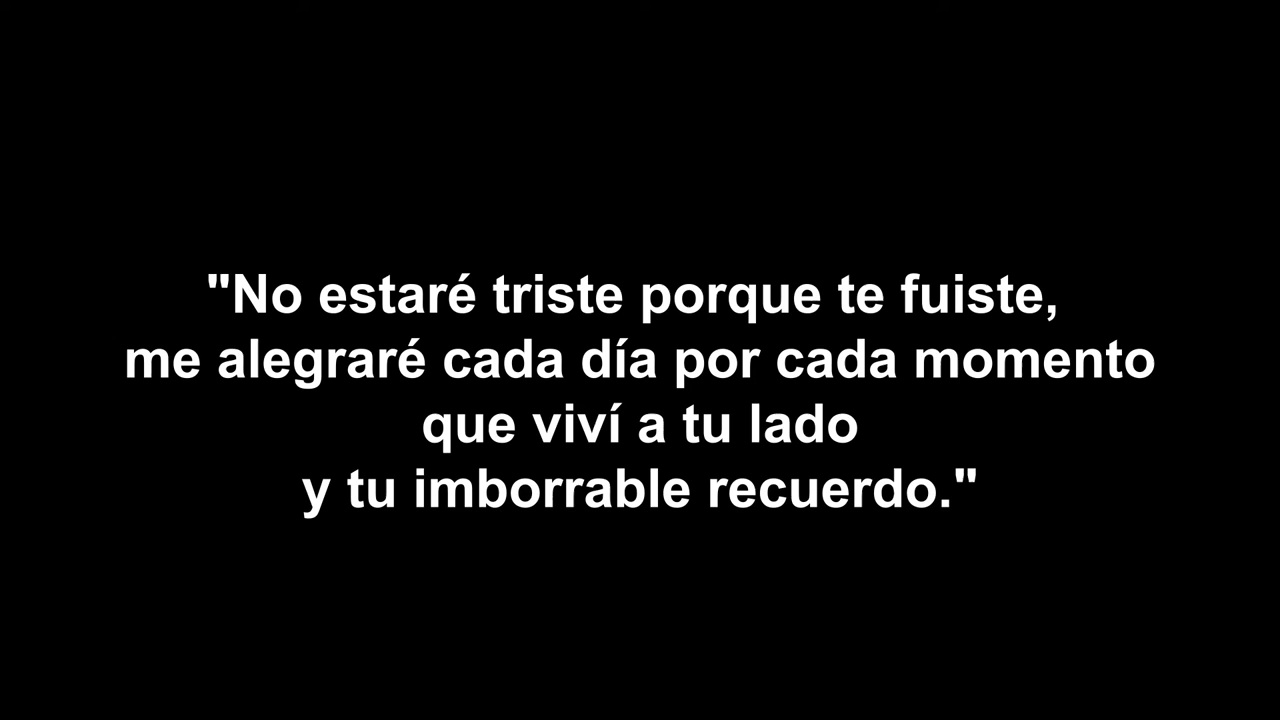 "No estaré triste porque te fuiste,
me alegraré cada día por cada momento
que viví a tu lado
y tu imborrable recuerdo."